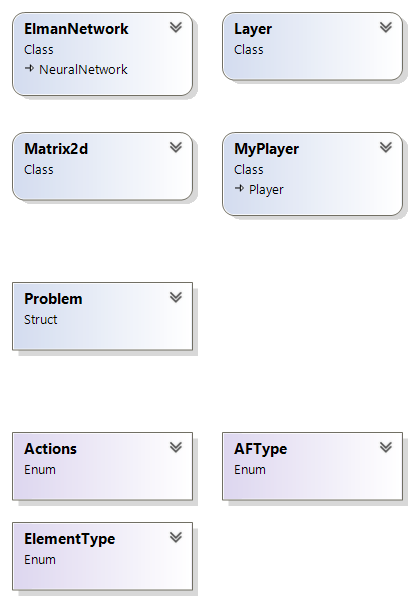 ElmanNetwork
Class
NeuralNetwork
Layer
Class
Matrix2d
Class
MyPlayer
Class
Player
Problem
Struct
Actions
Enum
AFType
Enum
ElementType
Enum